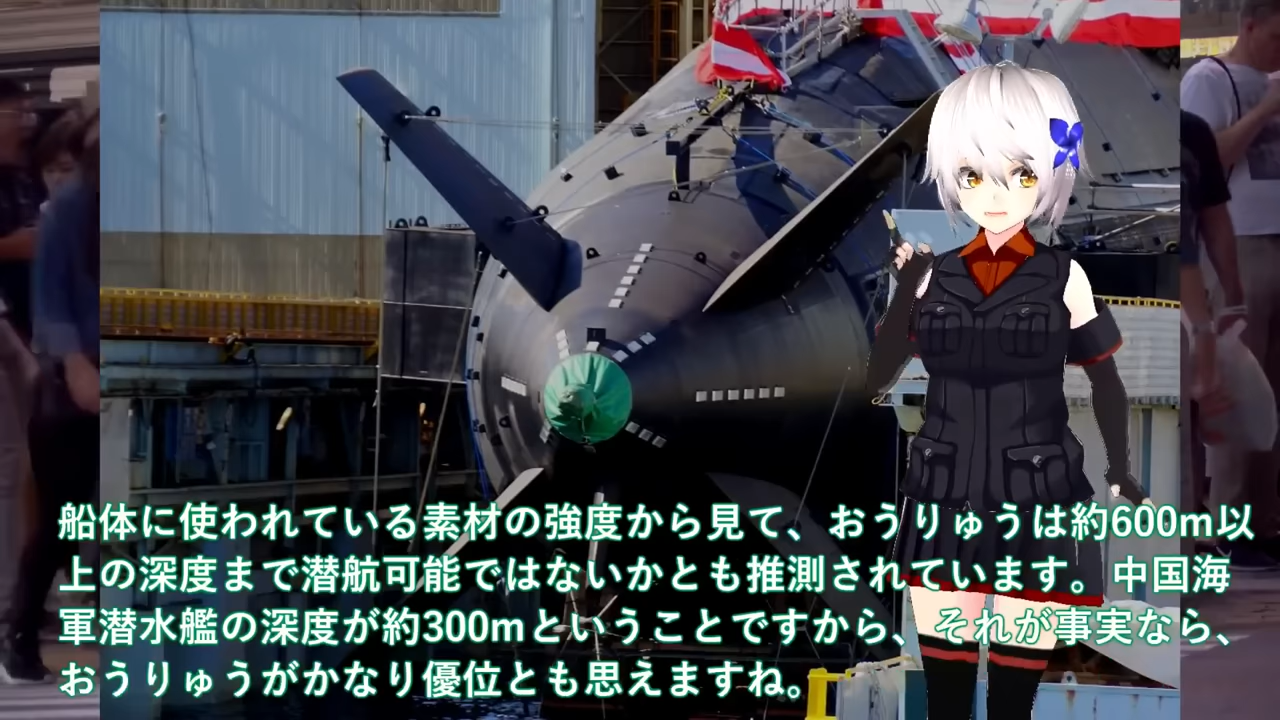 船体に使われている素材の強度から見て、おうりゅうは約600m以
上の深度まで潜航可能ではないかとも推測されています。中国海
軍潜水艦の深度が約300mということですから、それが事実なら、
おうりゅうがかなり優位とも思えますね。